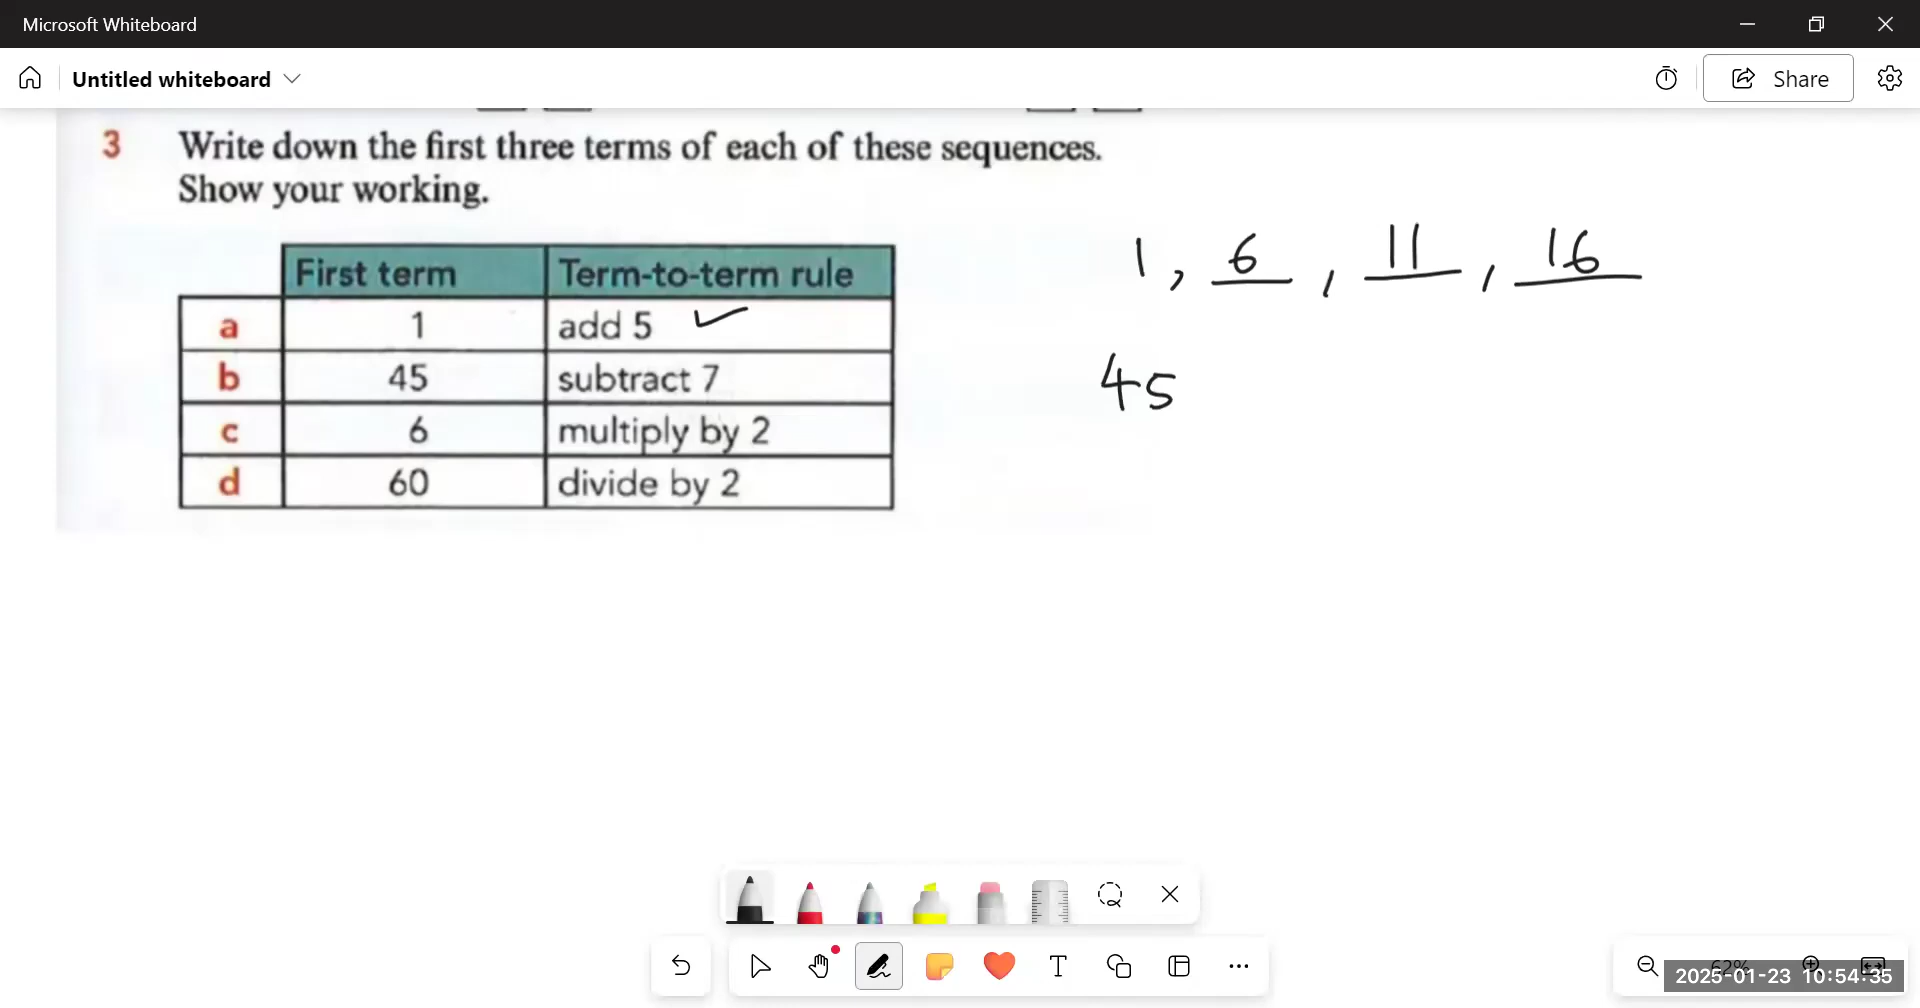 Microsoft Whiteboard
Untitled whiteboard
Share
3 Write down the first three terms of each of these sequences.
Show your working.
First term Term-to-term rule
a 1 add 5
b 45 subtract 7
c 6 multiply by 2
d 60 divide by 2
1, 6, 11, 16
45
T
62%
2025-01-23 10:54:35